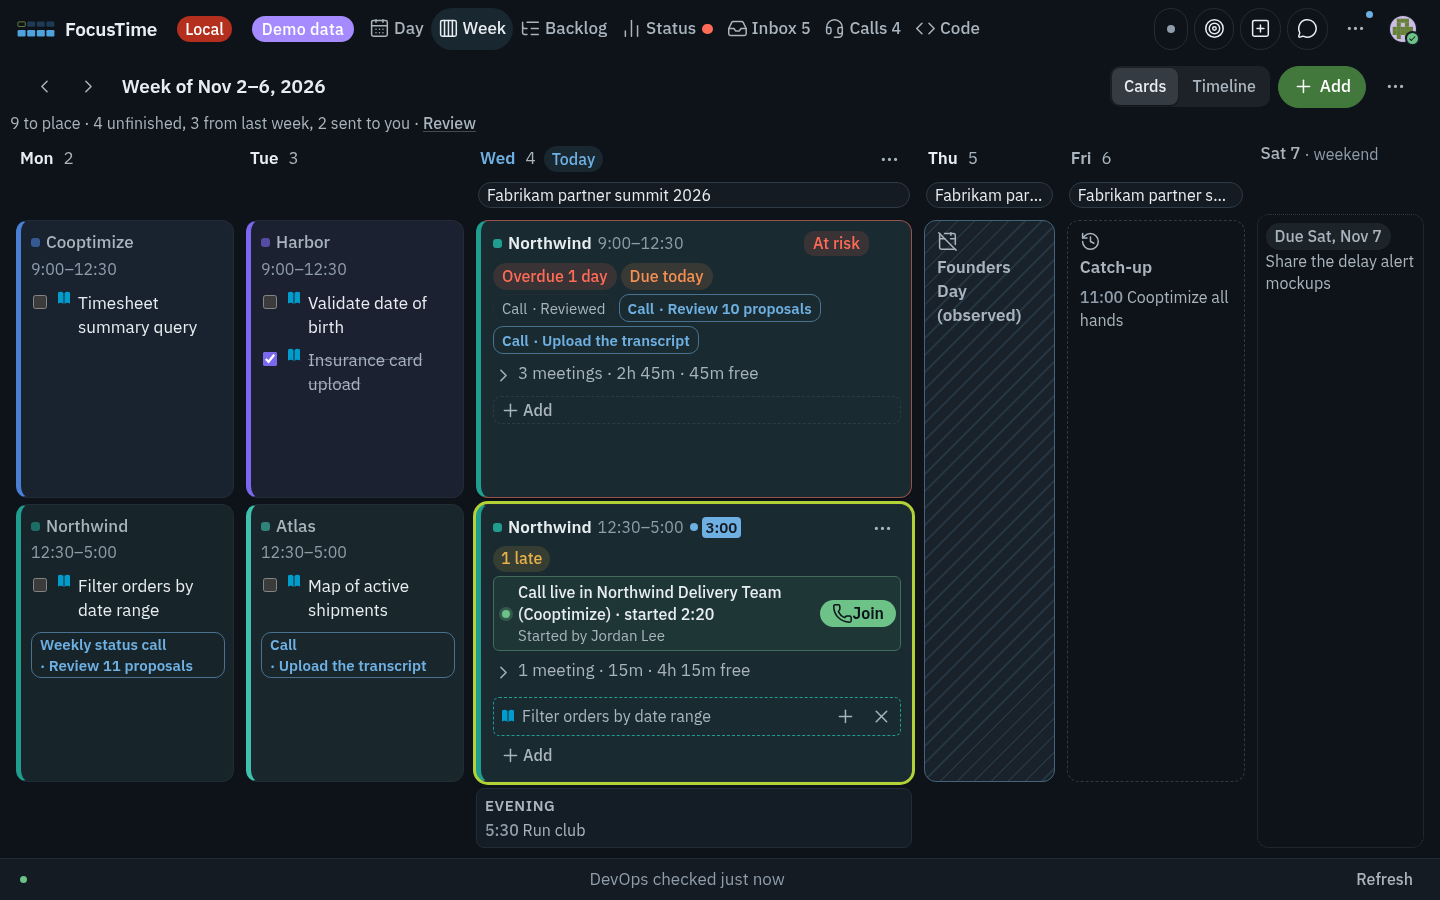 FocusTime
Local
Demo data
Day
Week
Backlog
Status
Inbox 5
Calls 4
Code
Week of Nov 2–6, 2026
Cards
Timeline
Add
9 to place · 4 unfinished, 3 from last week, 2 sent to you · Review
Mon 2
Tue 3
Wed 4 Today
Thu 5
Fri 6
Sat 7 · weekend
Fabrikam partner summit 2026
Fabrikam par...
Fabrikam partner s...
Cooptimize
9:00–12:30
Timesheet
summary query
Harbor
9:00–12:30
Validate date of
birth
Insurance card
upload
Northwind 9:00–12:30
At risk
Overdue 1 day
Due today
Call · Reviewed
Call · Review 10 proposals
Call · Upload the transcript
3 meetings · 2h 45m · 45m free
Add
Founders
Day
(observed)
Catch-up
11:00 Cooptimize all
hands
Due Sat, Nov 7
Share the delay alert
mockups
Northwind
12:30–5:00
Filter orders by
date range
Weekly status call
· Review 11 proposals
Atlas
12:30–5:00
Map of active
shipments
Call
· Upload the transcript
Northwind 12:30–5:00 3:00
1 late
Call live in Northwind Delivery Team
(Cooptimize) · started 2:20
Started by Jordan Lee
Join
1 meeting · 15m · 4h 15m free
Filter orders by date range
Add
EVENING
5:30 Run club
DevOps checked just now
Refresh